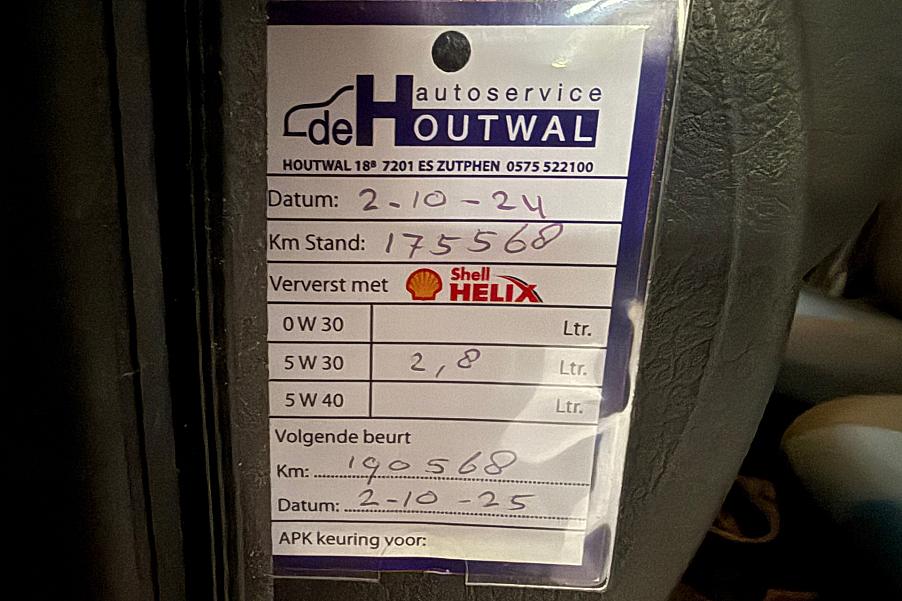 autoservice
de HOUTWAL
HOUTWAL 18B 7201 ES ZUTPHEN 0575 522100
Datum: 2-10-24
Km Stand: 175568
Ververst met Shell HELIX
0 W 30 Ltr.
5 W 30 2,8 Ltr.
5 W 40 Ltr.
Volgende beurt
Km: 190568
Datum: 2-10-25
APK keuring voor: